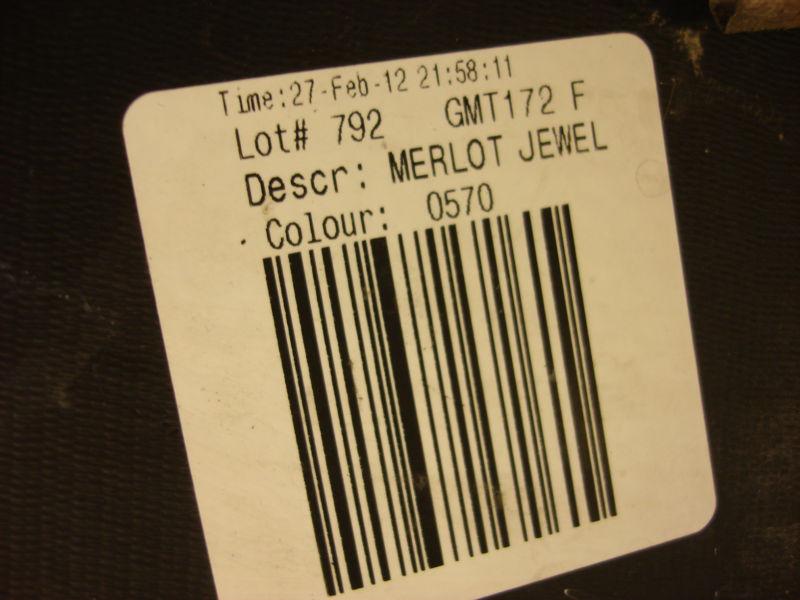 Time:27-Feb-12 21:58:11
Lot# 792 GMT172 F
Descr: MERLOT JEWEL
Colour: 0570